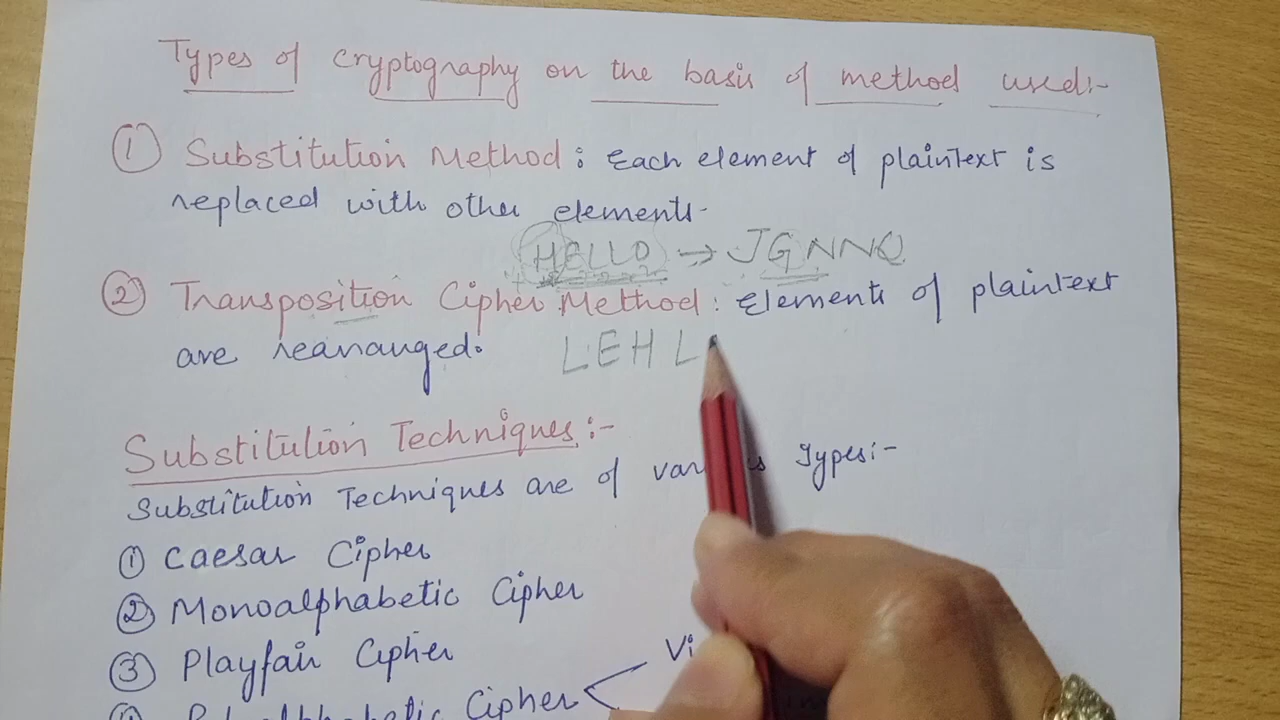 Types of cryptography on the basis of method used:-
① Substitution Method: Each element of plaintext is
replaced with other elements.
HELLO → JGNNQ
② Transposition Cipher Method: Elements of plaintext
are rearranged.
LEHL
Substitution Techniques:-
Substitution Techniques are of Types:-
① Caesar Cipher
② Monoalphabetic Cipher
③ Playfair Cipher
Cipher